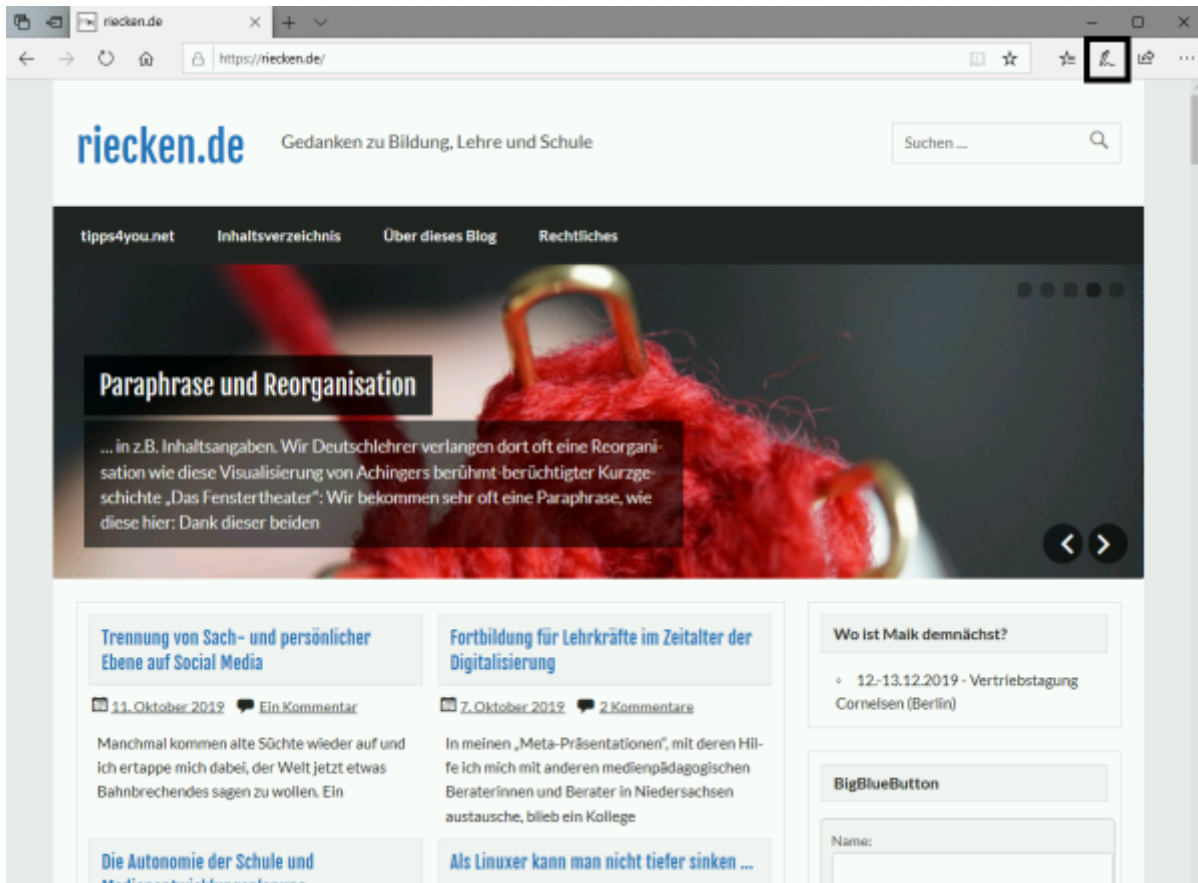 riecken.de
https://riecken.de/
riecken.de
Gedanken zu Bildung, Lehre und Schule
Suchen ...
tipps4you.net
Inhaltsverzeichnis
Über dieses Blog
Rechtliches
Paraphrase und Reorganisation
... in z.B. Inhaltsangaben. Wir Deutschlehrer verlangen dort oft eine Reorgani-
sation wie diese Visualisierung von Achingers berühmt-berüchtigter Kurzge-
schichte „Das Fenstertheater“: Wir bekommen sehr oft eine Paraphrase, wie
diese hier: Dank dieser beiden
Trennung von Sach- und persönlicher
Ebene auf Social Media
11. Oktober 2019 Ein Kommentar
Manchmal kommen alte Süchte wieder auf und
ich ertappe mich dabei, der Welt jetzt etwas
Bahnbrechendes sagen zu wollen. Ein
Die Autonomie der Schule und
Medienentwicklungsplanung
Fortbildung für Lehrkräfte im Zeitalter der
Digitalisierung
7. Oktober 2019 2 Kommentare
In meinen „Meta-Präsentationen“, mit deren Hil-
fe ich mich mit anderen medienpädagogischen
Beraterinnen und Berater in Niedersachsen
austausche, blieb ein Kollege
Als Linuxer kann man nicht tiefer sinken ...
Wo ist Maik demnächst?
12.-13.12.2019 - Vertriebstagung
Cornelsen (Berlin)
BigBlueButton
Name: